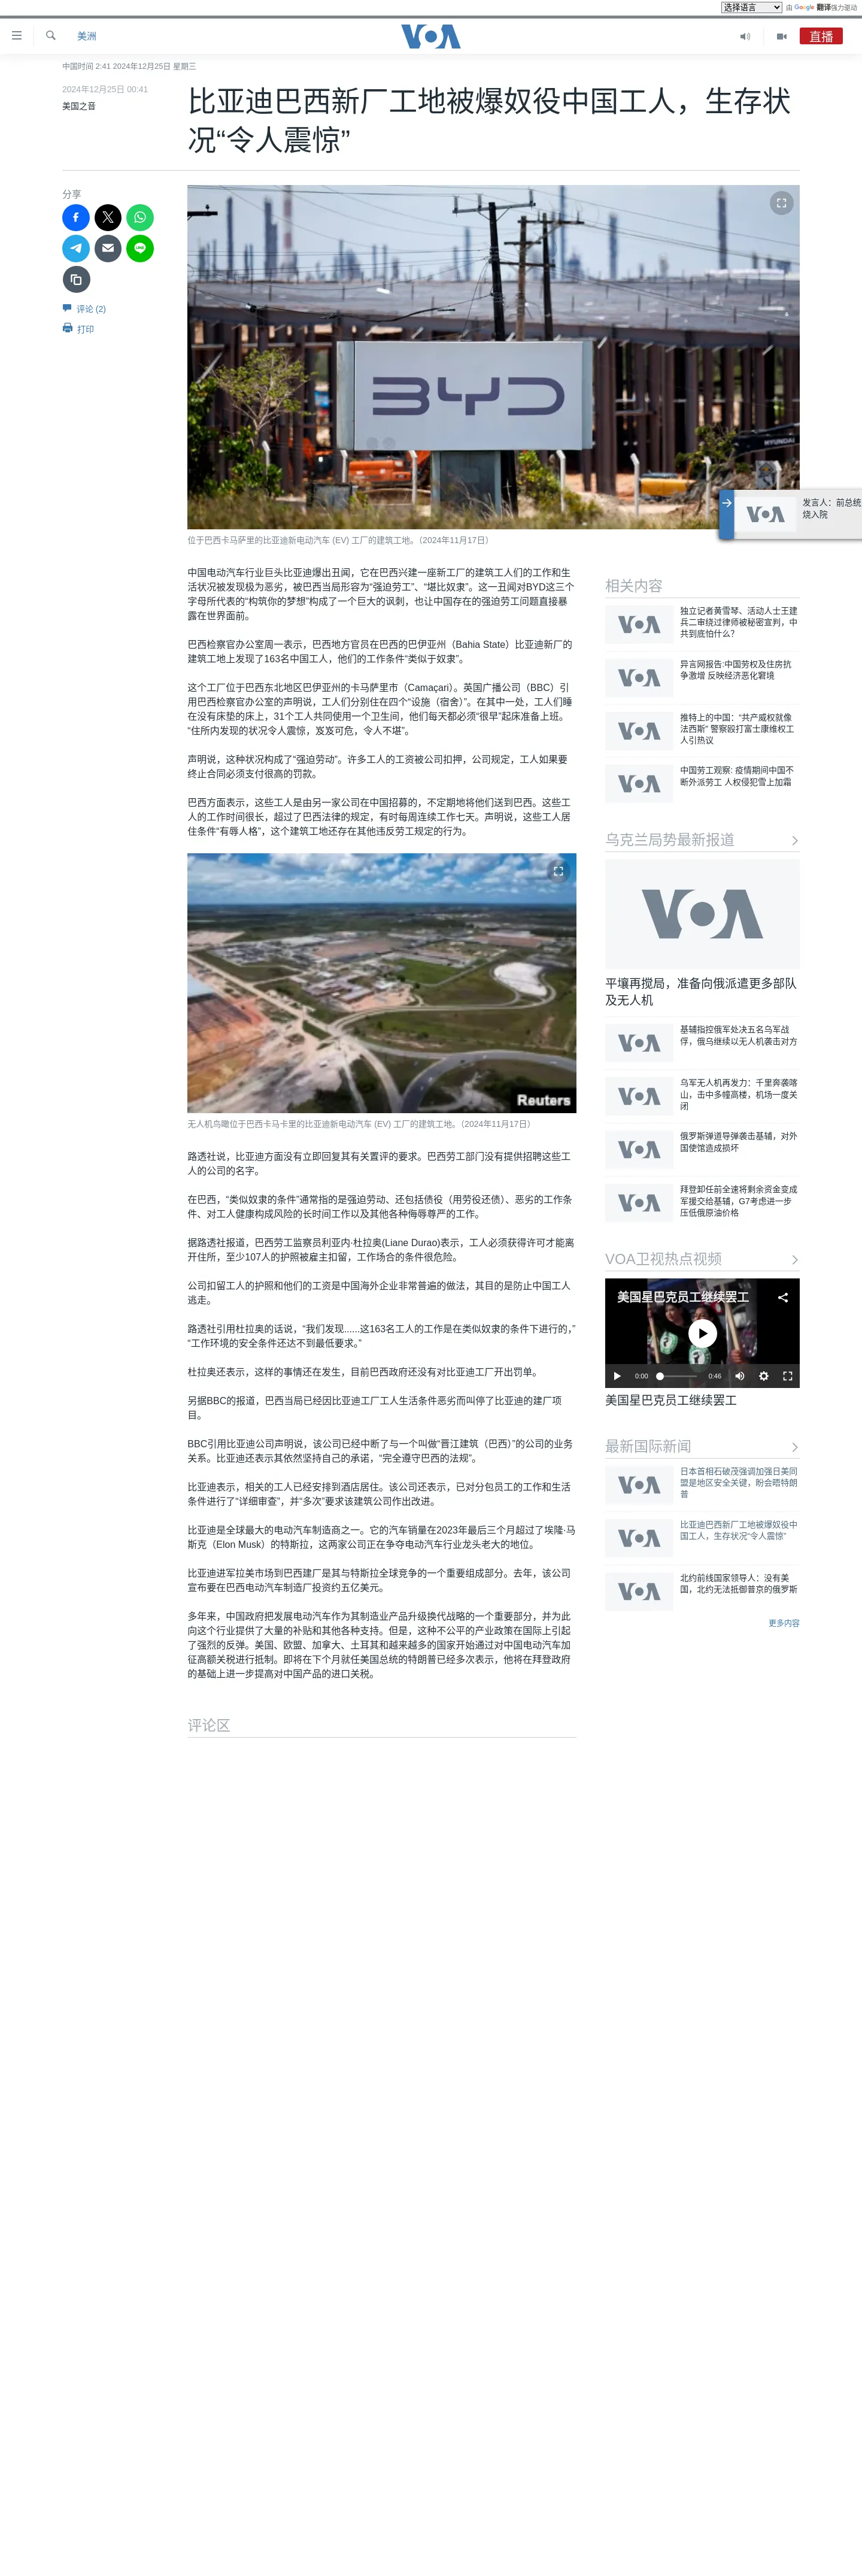 选择语言
由 Google 翻译强力驱动
美洲
VOA
直播
中国时间 2:41 2024年12月25日 星期三
2024年12月25日 00:41
美国之音
比亚迪巴西新厂工地被爆奴役中国工人，生存状
况“令人震惊”
分享
评论 (2)
打印
BYD
HYUNDAI
位于巴西卡马萨里的比亚迪新电动汽车 (EV) 工厂的建筑工地。（2024年11月17日）
VOA
发言人：前总统
烧入院
中国电动汽车行业巨头比亚迪爆出丑闻，它在巴西兴建一座新工厂的建筑工人们的工作和生
活状况被发现极为恶劣，被巴西当局形容为“强迫劳工”、“堪比奴隶”。这一丑闻对BYD这三个
字母所代表的“构筑你的梦想”构成了一个巨大的讽刺，也让中国存在的强迫劳工问题直接暴
露在世界面前。
巴西检察官办公室周一表示，巴西地方官员在巴西的巴伊亚州（Bahia State）比亚迪新厂的
建筑工地上发现了163名中国工人，他们的工作条件“类似于奴隶”。
这个工厂位于巴西东北地区巴伊亚州的卡马萨里市（Camaçari）。英国广播公司（BBC）引
用巴西检察官办公室的声明说，工人们分别住在四个“设施（宿舍）”。在其中一处，工人们睡
在没有床垫的床上，31个工人共同使用一个卫生间，他们每天都必须“很早”起床准备上班。
“住所内发现的状况令人震惊，岌岌可危，令人不堪”。
声明说，这种状况构成了“强迫劳动”。许多工人的工资被公司扣押，公司规定，工人如果要
终止合同必须支付很高的罚款。
巴西方面表示，这些工人是由另一家公司在中国招募的，不定期地将他们送到巴西。这些工
人的工作时间很长，超过了巴西法律的规定，有时每周连续工作七天。声明说，这些工人居
住条件“有辱人格”，这个建筑工地还存在其他违反劳工规定的行为。
Reuters
无人机鸟瞰位于巴西卡马卡里的比亚迪新电动汽车 (EV) 工厂的建筑工地。（2024年11月17日）
路透社说，比亚迪方面没有立即回复其有关置评的要求。巴西劳工部门没有提供招聘这些工
人的公司的名字。
在巴西，“类似奴隶的条件”通常指的是强迫劳动、还包括债役（用劳役还债）、恶劣的工作条
件、对工人健康构成风险的长时间工作以及其他各种侮辱尊严的工作。
据路透社报道，巴西劳工监察员利亚内·杜拉奥(Liane Durao)表示，工人必须获得许可才能离
开住所，至少107人的护照被雇主扣留，工作场合的条件很危险。
公司扣留工人的护照和他们的工资是中国海外企业非常普遍的做法，其目的是防止中国工人
逃走。
路透社引用杜拉奥的话说，“我们发现......这163名工人的工作是在类似奴隶的条件下进行的，”
“工作环境的安全条件还达不到最低要求。”
杜拉奥还表示，这样的事情还在发生，目前巴西政府还没有对比亚迪工厂开出罚单。
另据BBC的报道，巴西当局已经因比亚迪工厂工人生活条件恶劣而叫停了比亚迪的建厂项
目。
BBC引用比亚迪公司声明说，该公司已经中断了与一个叫做“晋江建筑（巴西）”的公司的业务
关系。比亚迪还表示其依然坚持自己的承诺，“完全遵守巴西的法规”。
比亚迪表示，相关的工人已经安排到酒店居住。该公司还表示，已对分包员工的工作和生活
条件进行了“详细审查”，并“多次”要求该建筑公司作出改进。
比亚迪是全球最大的电动汽车制造商之一。它的汽车销量在2023年最后三个月超过了埃隆·马
斯克（Elon Musk）的特斯拉，这两家公司正在争夺电动汽车行业龙头老大的地位。
比亚迪进军拉美市场到巴西建厂是其与特斯拉全球竞争的一个重要组成部分。去年，该公司
宣布要在巴西电动汽车制造厂投资约五亿美元。
多年来，中国政府把发展电动汽车作为其制造业产品升级换代战略的一个重要部分，并为此
向这个行业提供了大量的补贴和其他各种支持。但是，这种不公平的产业政策在国际上引起
了强烈的反弹。美国、欧盟、加拿大、土耳其和越来越多的国家开始通过对中国电动汽车加
征高额关税进行抵制。即将在下个月就任美国总统的特朗普已经多次表示，他将在拜登政府
的基础上进一步提高对中国产品的进口关税。
评论区
相关内容
VOA
独立记者黄雪琴、活动人士王建
兵二审绕过律师被秘密宣判，中
共到底怕什么？
VOA
异言网报告:中国劳权及住房抗
争激增 反映经济恶化窘境
VOA
推特上的中国：“共产威权就像
法西斯” 警察殴打富士康维权工
人引热议
VOA
中国劳工观察: 疫情期间中国不
断外派劳工 人权侵犯雪上加霜
乌克兰局势最新报道
VOA
平壤再搅局，准备向俄派遣更多部队
及无人机
VOA
基辅指控俄军处决五名乌军战
俘，俄乌继续以无人机袭击对方
VOA
乌军无人机再发力：千里奔袭喀
山，击中多幢高楼，机场一度关
闭
VOA
俄罗斯弹道导弹袭击基辅，对外
国使馆造成损坏
VOA
拜登卸任前全速将剩余资金变成
军援交给基辅，G7考虑进一步
压低俄原油价格
VOA卫视热点视频
美国星巴克员工继续罢工
0:00
0:46
美国星巴克员工继续罢工
最新国际新闻
VOA
日本首相石破茂强调加强日美同
盟是地区安全关键，盼会晤特朗
普
VOA
比亚迪巴西新厂工地被爆奴役中
国工人，生存状况“令人震惊”
VOA
北约前线国家领导人：没有美
国，北约无法抵御普京的俄罗斯
更多内容